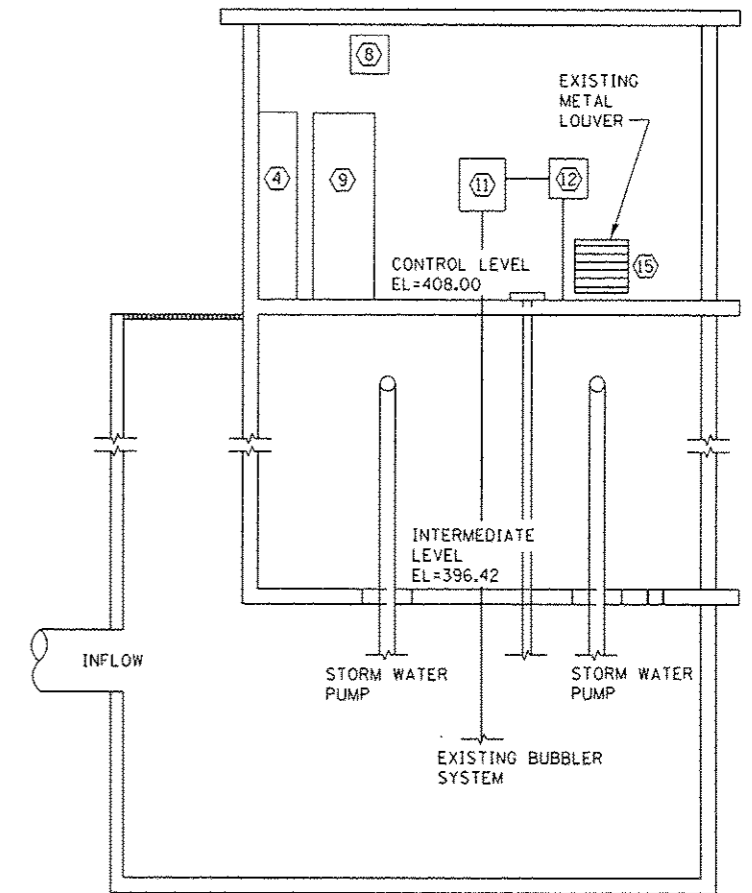 8
EXISTING
METAL
LOUVER
4
9
11
12
15
CONTROL LEVEL
EL=408.00
INTERMEDIATE
LEVEL
EL=396.42
INFLOW
STORM WATER
PUMP
STORM WATER
PUMP
EXISTING BUBBLER
SYSTEM